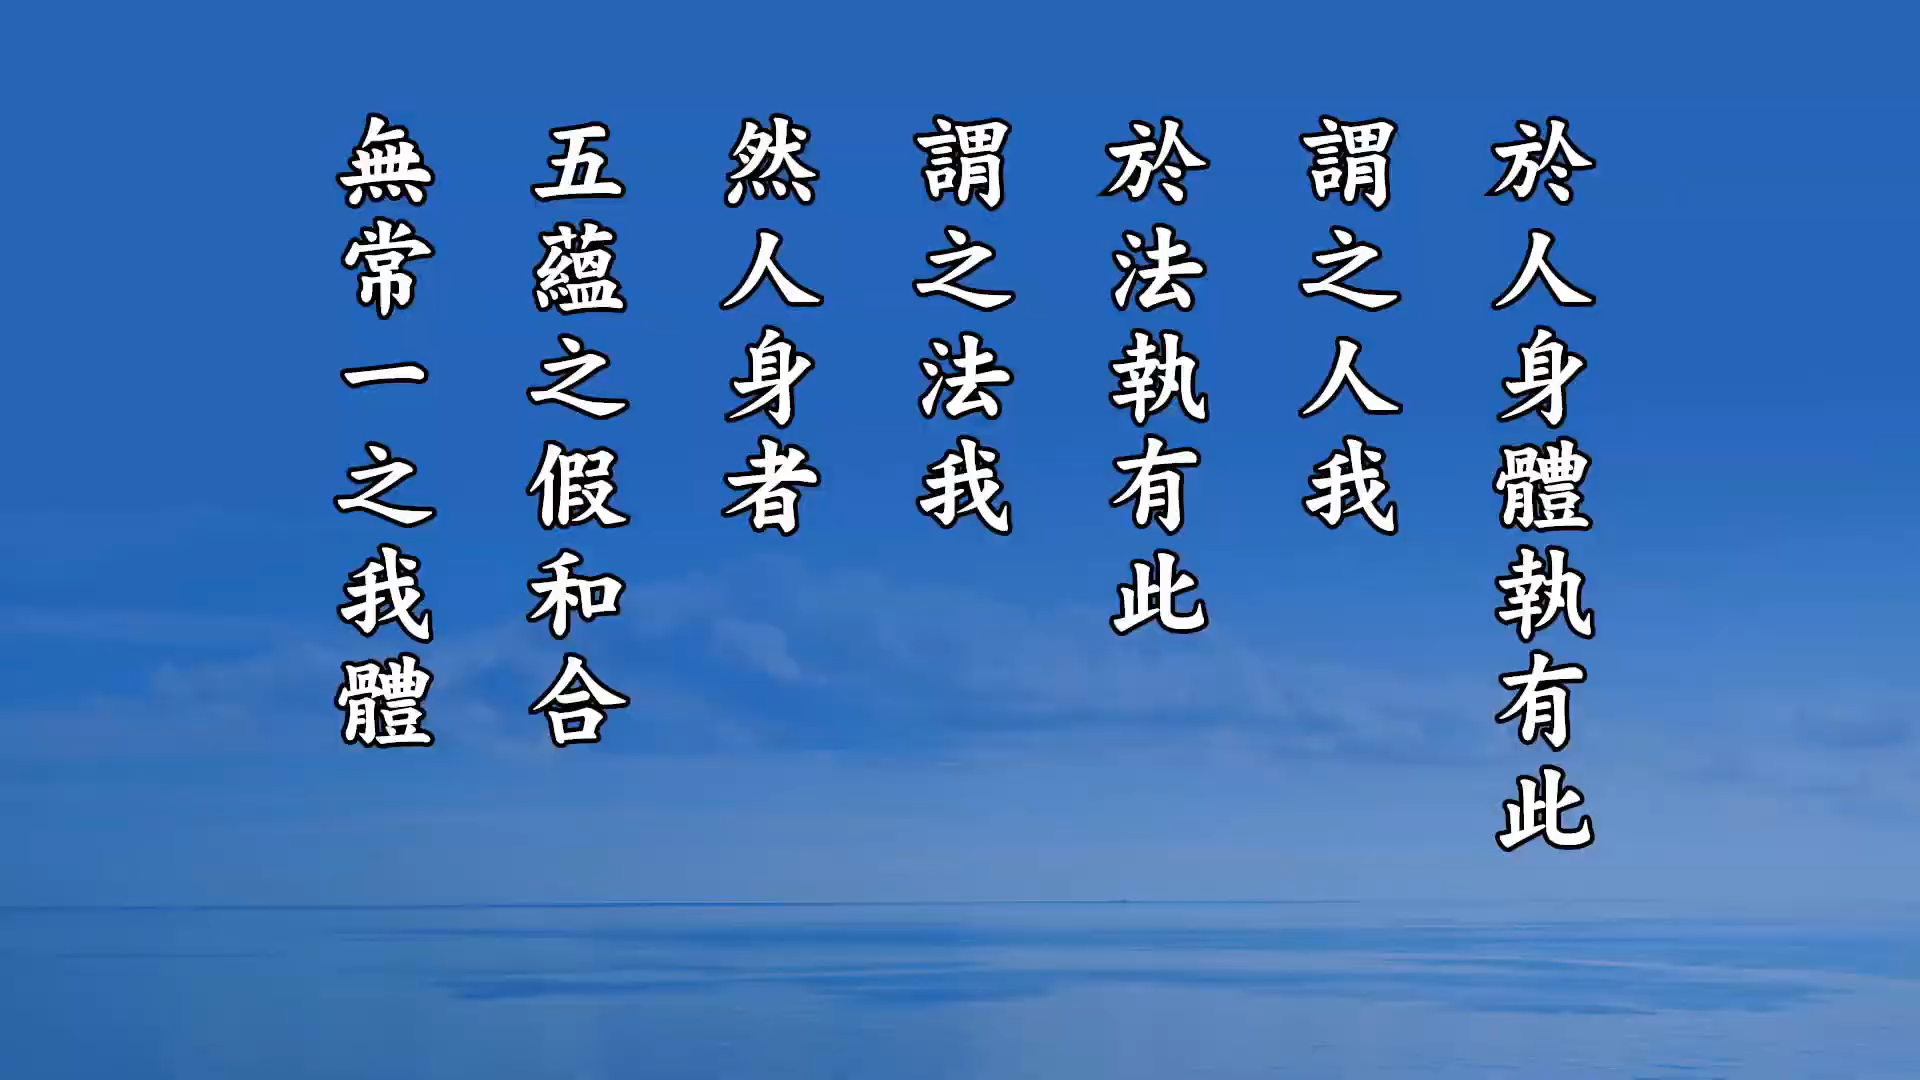 於人身體執有此
謂之人我
於法執有此
謂之法我
然人身者
五蘊之假和合
無常一之我體